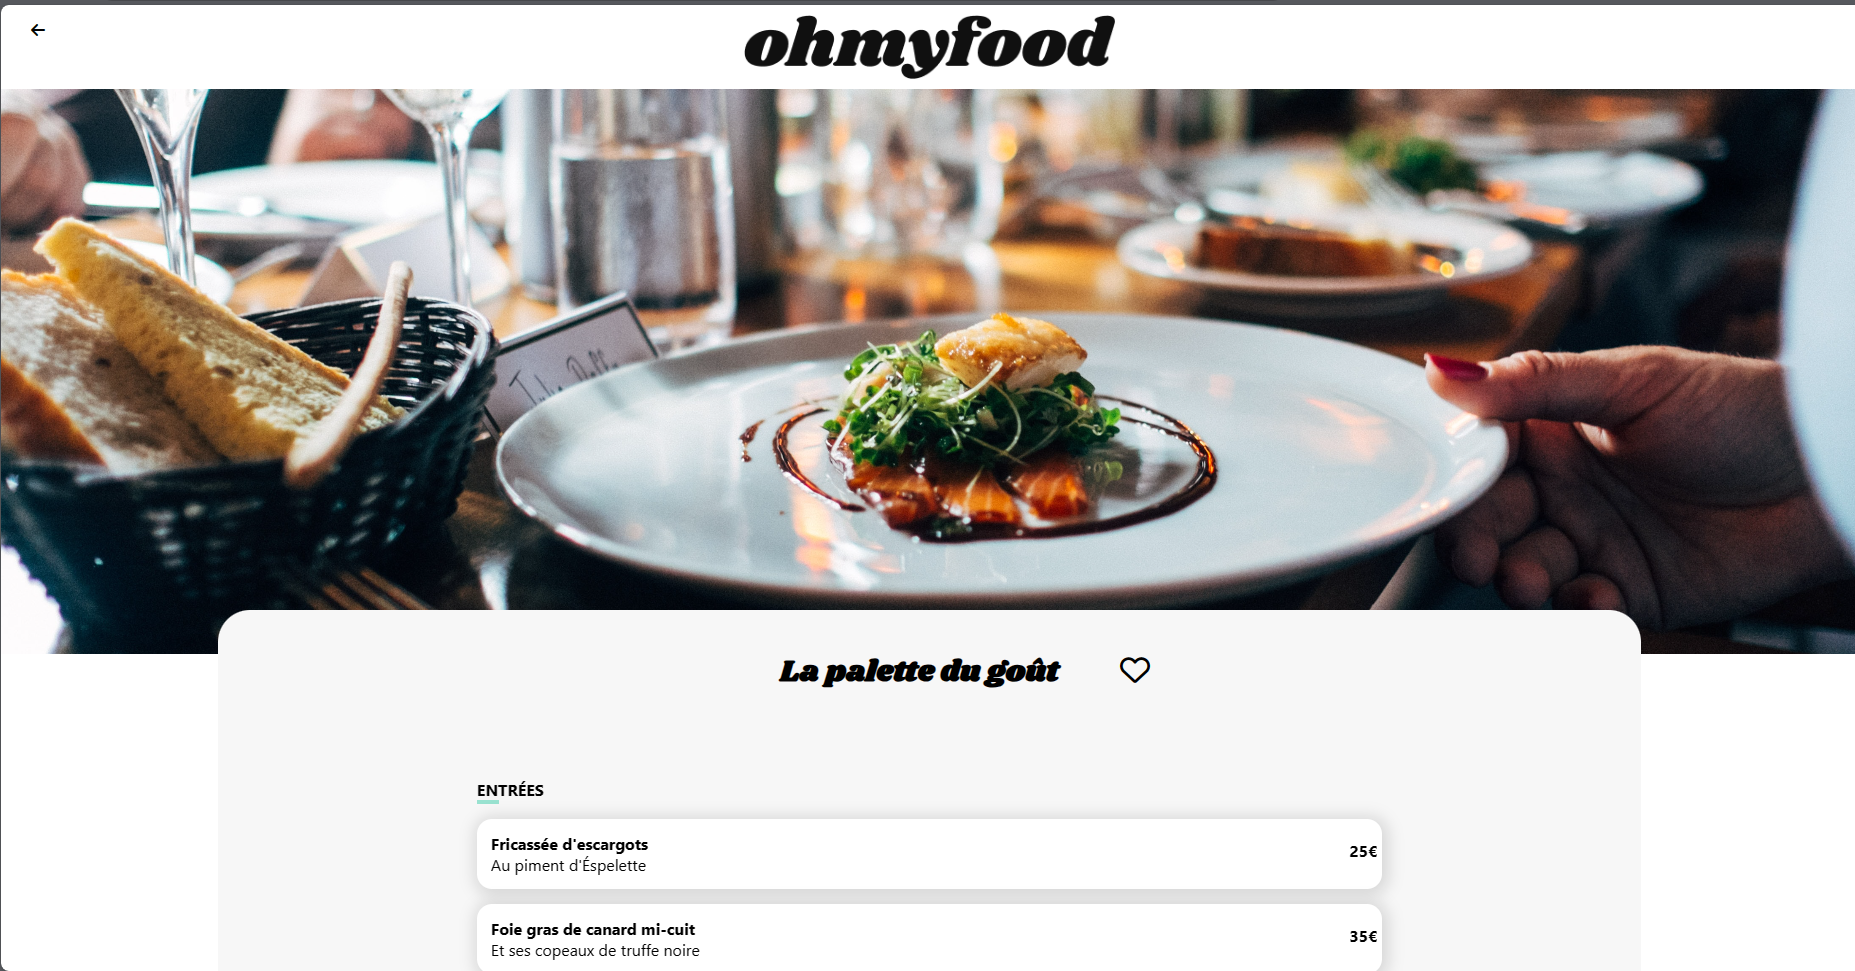 ohmyfood
La palette du goût
ENTRÉES
Fricassée d'escargots
Au piment d'Éspelette
25€
Foie gras de canard mi-cuit
Et ses copeaux de truffe noire
35€